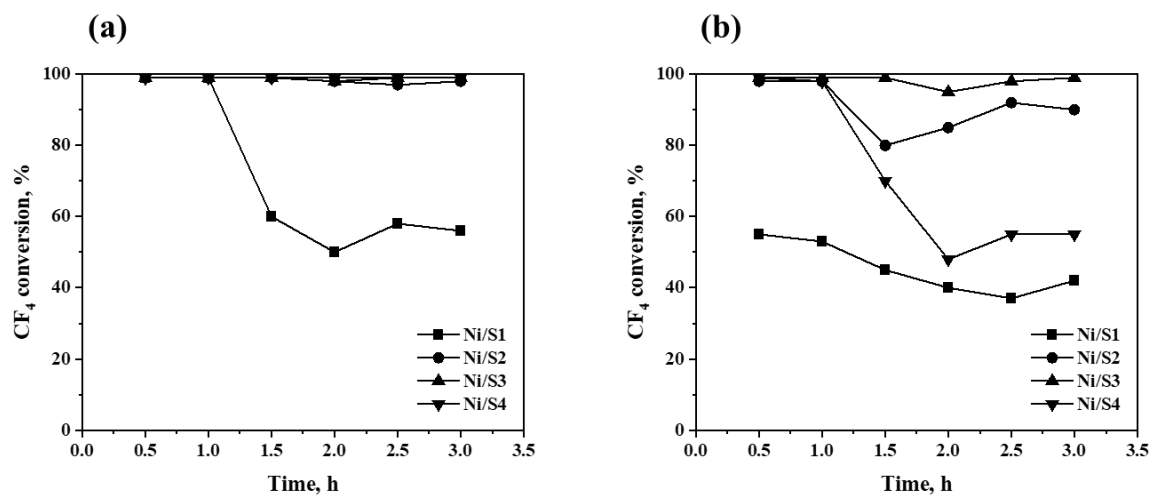 (a)
100
80
60
40
20
0
CF4 conversion, %
Ni/S1
Ni/S2
Ni/S3
Ni/S4
0.0 0.5 1.0 1.5 2.0 2.5 3.0 3.5
Time, h
(b)
100
80
60
40
20
0
CF4 conversion, %
Ni/S1
Ni/S2
Ni/S3
Ni/S4
0.0 0.5 1.0 1.5 2.0 2.5 3.0 3.5
Time, h